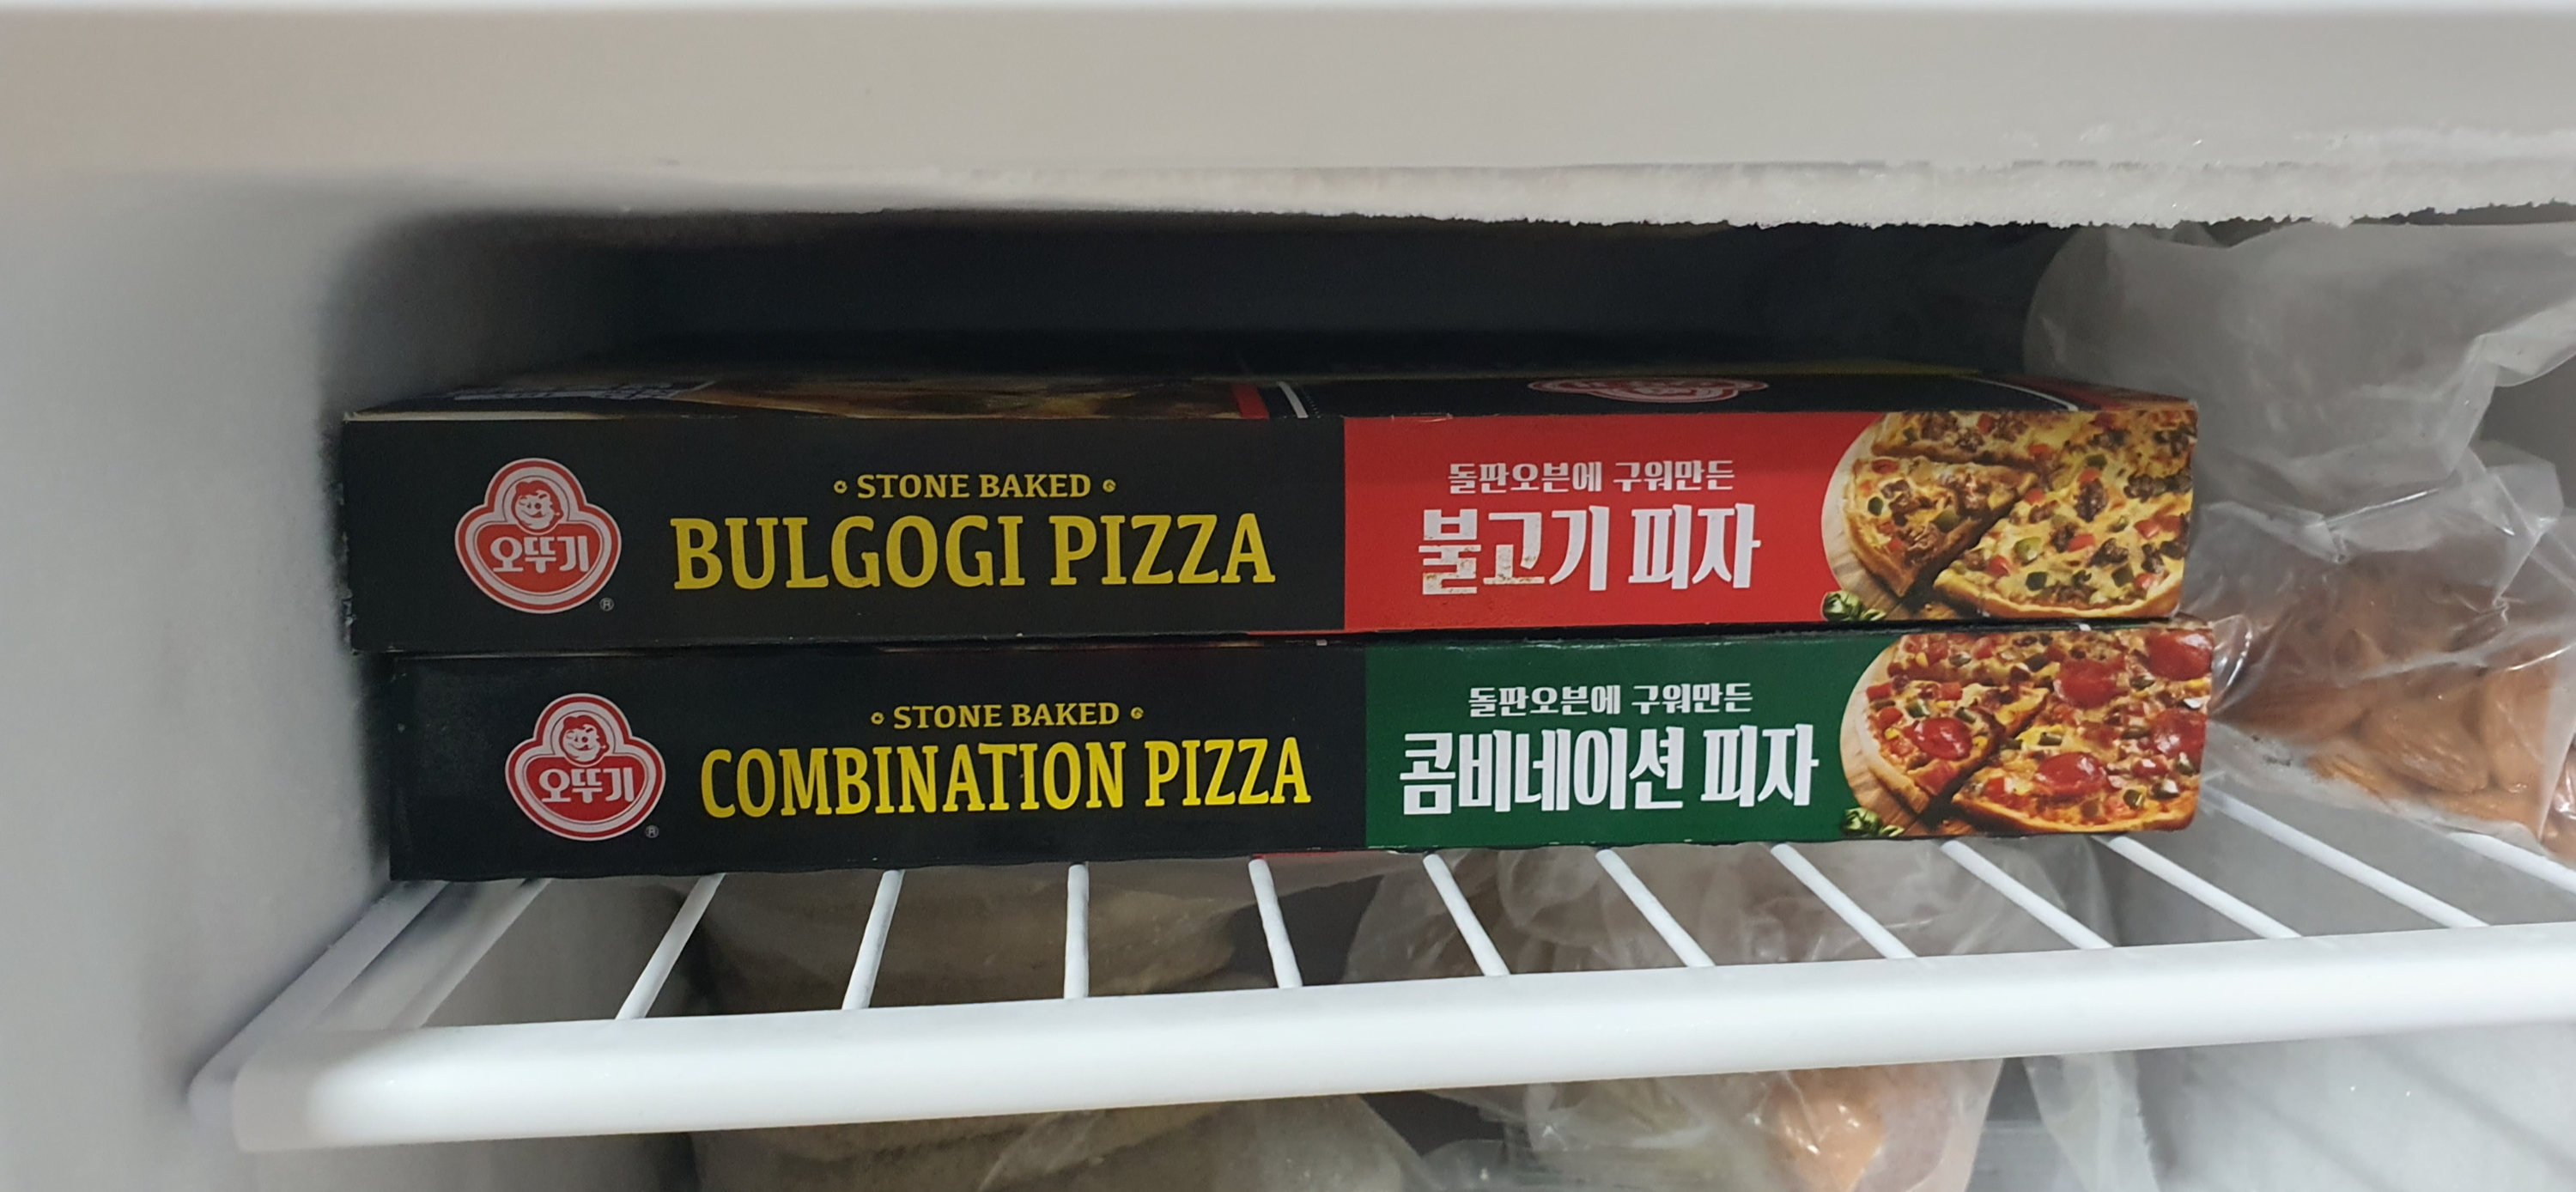 오뚜기
®
STONE BAKED
BULGOGI PIZZA
돌판오븐에 구워만든
불고기 피자
오뚜기
®
STONE BAKED
COMBINATION PIZZA
돌판오븐에 구워만든
콤비네이션 피자